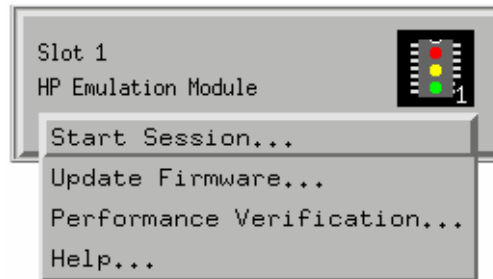 Slot 1
HP Emulation Module
1
Start Session...
Update Firmware...
Performance Verification...
Help...